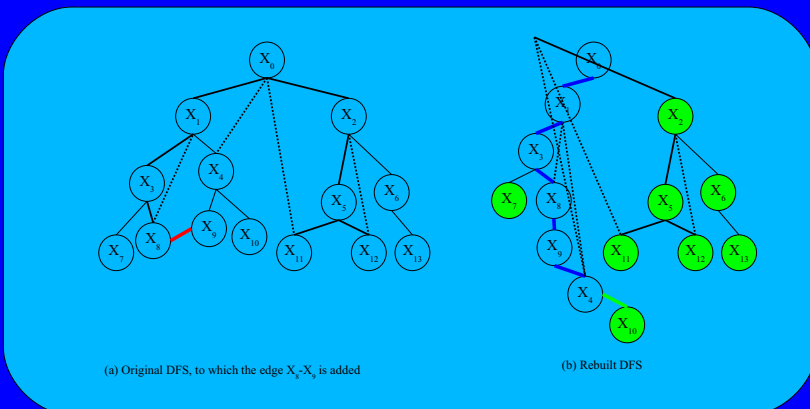 X0
X1
X2
X3
X4
X5
X6
X7
X8
X9
X10
X11
X12
X13
X2
X3
X5
X6
X7
X8
X9
X11
X12
X13
X4
X10
(a) Original DFS, to which the edge X8-X9 is added
(b) Rebuilt DFS